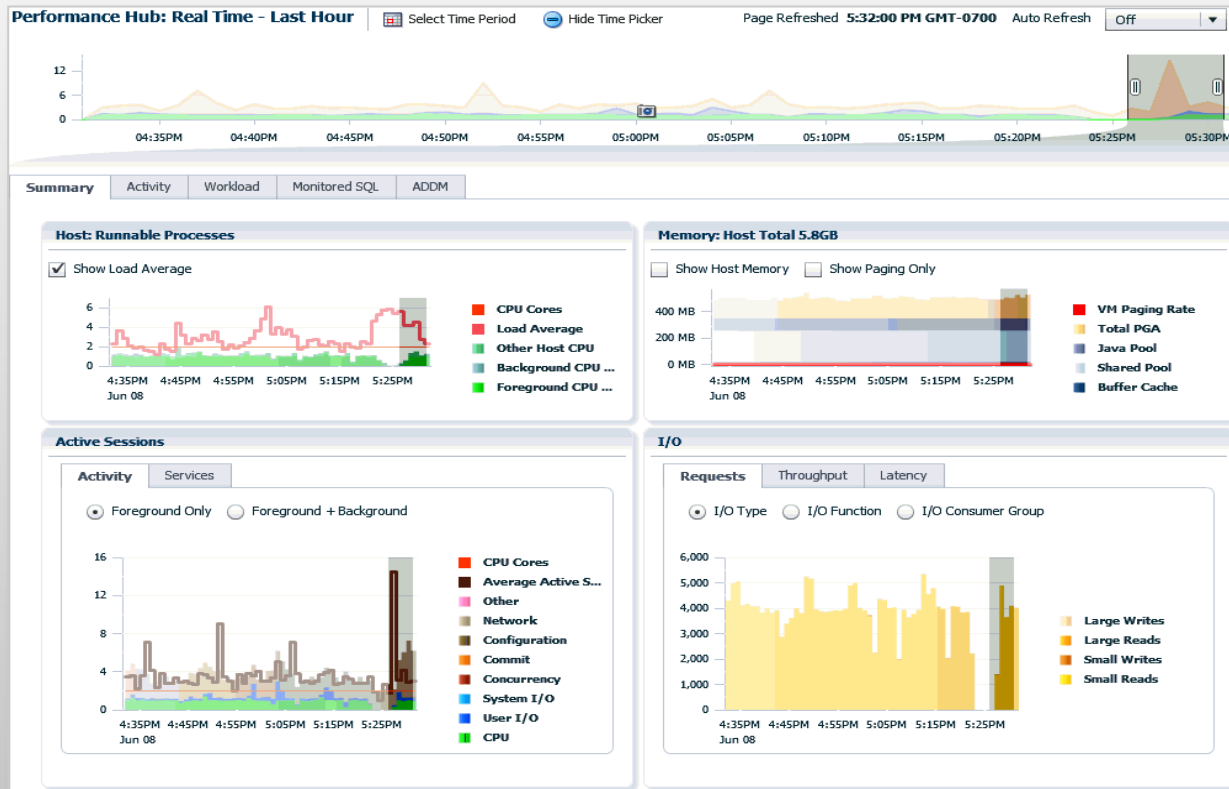 Performance Hub: Real Time - Last Hour Select Time Period Hide Time Picker Page Refreshed 5:32:00 PM GMT-0700 Auto Refresh Off
12
6
0
04:35PM 04:40PM 04:45PM 04:50PM 04:55PM 05:00PM 05:05PM 05:10PM 05:15PM 05:20PM 05:25PM 05:30PM
Summary Activity Workload Monitored SQL ADDM
Host: Runnable Processes
Show Load Average
6
4
2
0
4:35PM 4:45PM 4:55PM 5:05PM 5:15PM 5:25PM
Jun 08
CPU Cores
Load Average
Other Host CPU
Background CPU ...
Foreground CPU ...
Memory: Host Total 5.8GB
Show Host Memory Show Paging Only
400 MB
200 MB
0 MB
4:35PM 4:45PM 4:55PM 5:05PM 5:15PM 5:25PM
Jun 08
VM Paging Rate
Total PGA
Java Pool
Shared Pool
Buffer Cache
Active Sessions
Activity Services
Foreground Only Foreground + Background
16
12
8
4
0
4:35PM 4:45PM 4:55PM 5:05PM 5:15PM 5:25PM
Jun 08
CPU Cores
Average Active S...
Other
Network
Configuration
Commit
Concurrency
System I/O
User I/O
CPU
I/O
Requests Throughput Latency
I/O Type I/O Function I/O Consumer Group
6,000
5,000
4,000
3,000
2,000
1,000
0
4:35PM 4:45PM 4:55PM 5:05PM 5:15PM 5:25PM
Jun 08
Large Writes
Large Reads
Small Writes
Small Reads